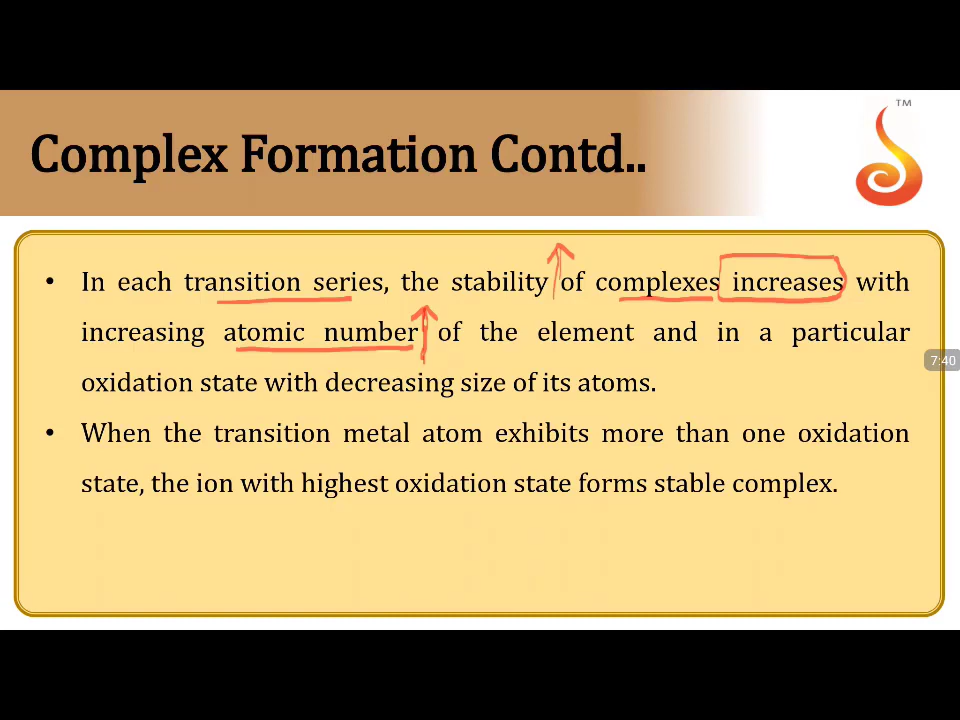 TM
Complex Formation Contd..
• In each transition series, the stability of complexes increases with
increasing atomic number of the element and in a particular
oxidation state with decreasing size of its atoms.
7:40
• When the transition metal atom exhibits more than one oxidation
state, the ion with highest oxidation state forms stable complex.